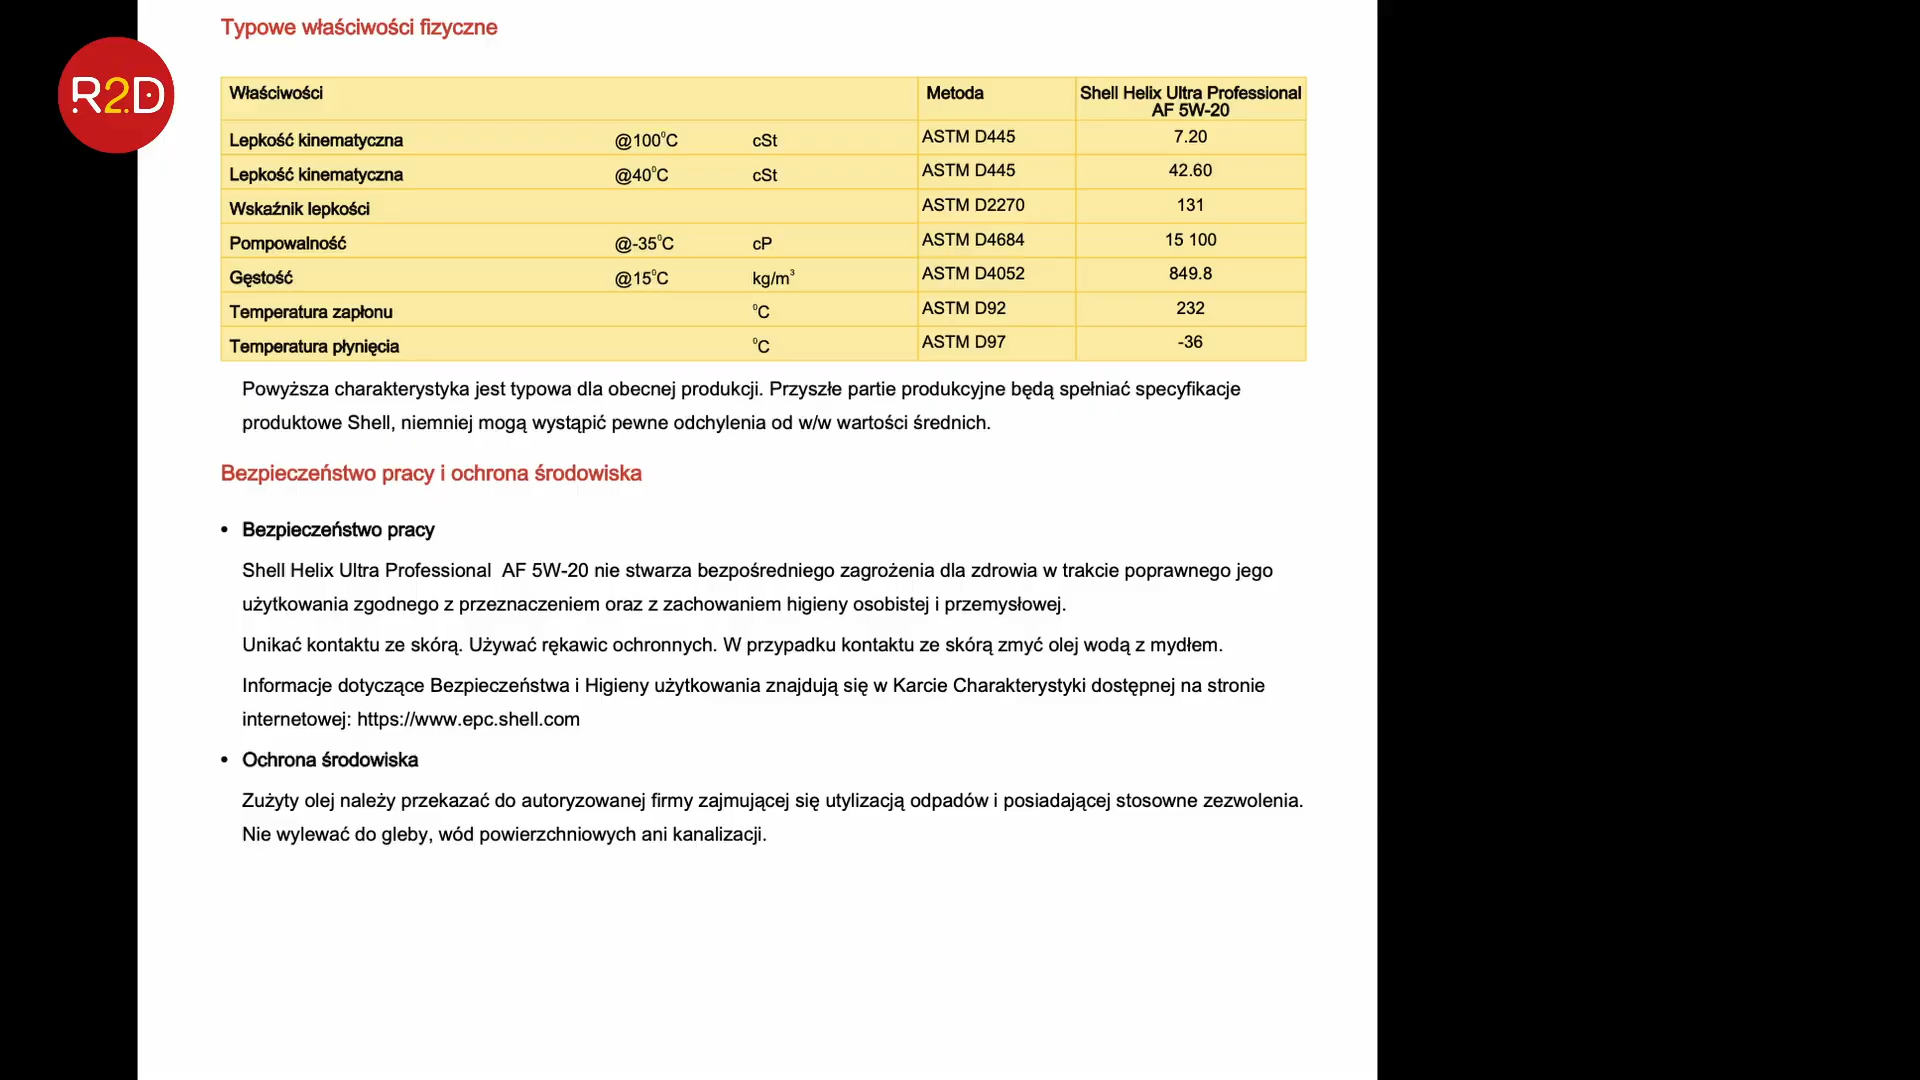 Typowe właściwości fizyczne
R2D
Właściwości Metoda Shell Helix Ultra Professional
AF 5W-20
Lepkość kinematyczna @100⁰C cSt ASTM D445 7.20
Lepkość kinematyczna @40⁰C cSt ASTM D445 42.60
Wskaźnik lepkości ASTM D2270 131
Pompowalność @-35⁰C cP ASTM D4684 15 100
Gęstość @15⁰C kg/m³ ASTM D4052 849.8
Temperatura zapłonu ⁰C ASTM D92 232
Temperatura płynięcia ⁰C ASTM D97 -36
Powyższa charakterystyka jest typowa dla obecnej produkcji. Przyszłe partie produkcyjne będą spełniać specyfikacje
produktowe Shell, niemniej mogą wystąpić pewne odchylenia od w/w wartości średnich.
Bezpieczeństwo pracy i ochrona środowiska
• Bezpieczeństwo pracy
Shell Helix Ultra Professional AF 5W-20 nie stwarza bezpośredniego zagrożenia dla zdrowia w trakcie poprawnego jego
użytkowania zgodnego z przeznaczeniem oraz z zachowaniem higieny osobistej i przemysłowej.
Unikać kontaktu ze skórą. Używać rękawic ochronnych. W przypadku kontaktu ze skórą zmyć olej wodą z mydłem.
Informacje dotyczące Bezpieczeństwa i Higieny użytkowania znajdują się w Karcie Charakterystyki dostępnej na stronie
internetowej: https://www.epc.shell.com
• Ochrona środowiska
Zużyty olej należy przekazać do autoryzowanej firmy zajmującej się utylizacją odpadów i posiadającej stosowne zezwolenia.
Nie wylewać do gleby, wód powierzchniowych ani kanalizacji.